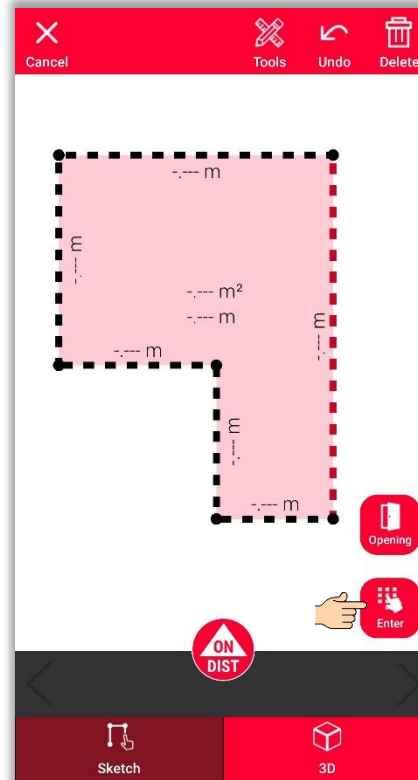 Cancel
Tools
Undo
Delete
-.--- m
-.--- m
-.--- m²
-.--- m
-.--- m
-.--- m
-.--- m
-.--- m
Opening
Enter
ON
DIST
Sketch
3D